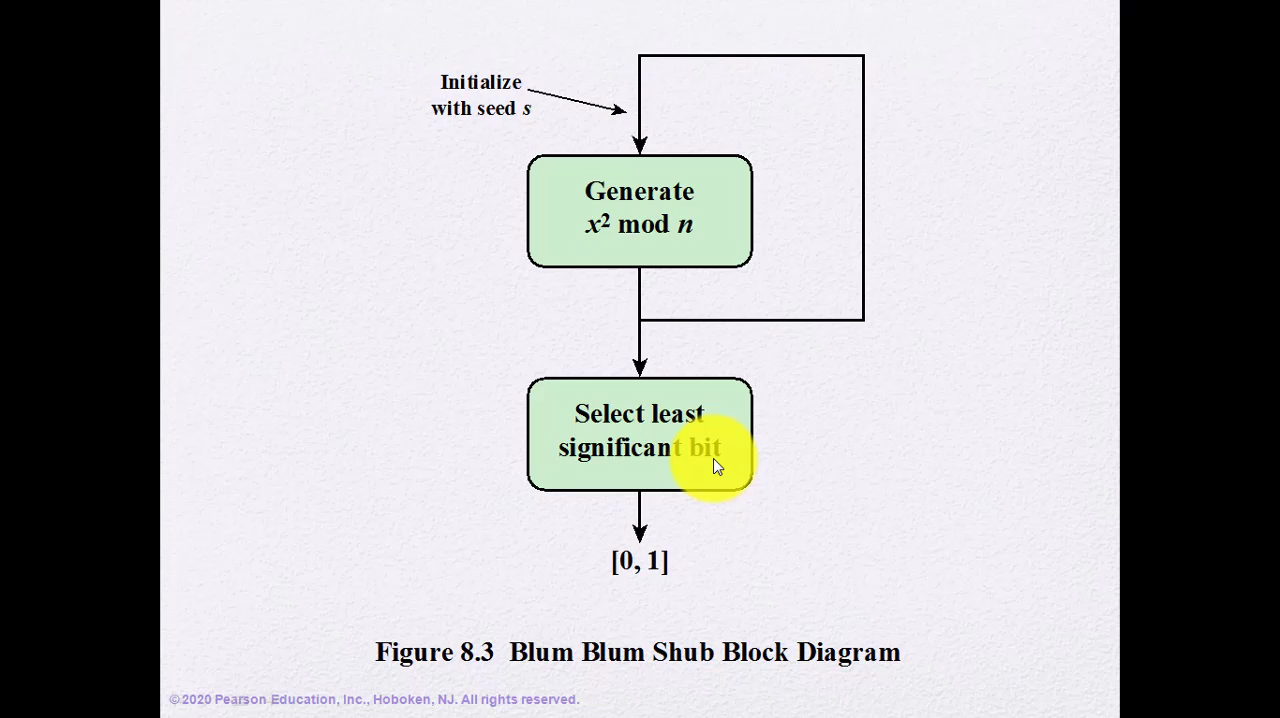 Initialize
with seed s
Generate
x² mod n
Select least
significant bit
[0, 1]
Figure 8.3 Blum Blum Shub Block Diagram
©2020 Pearson Education, Inc., Hoboken, NJ. All rights reserved.